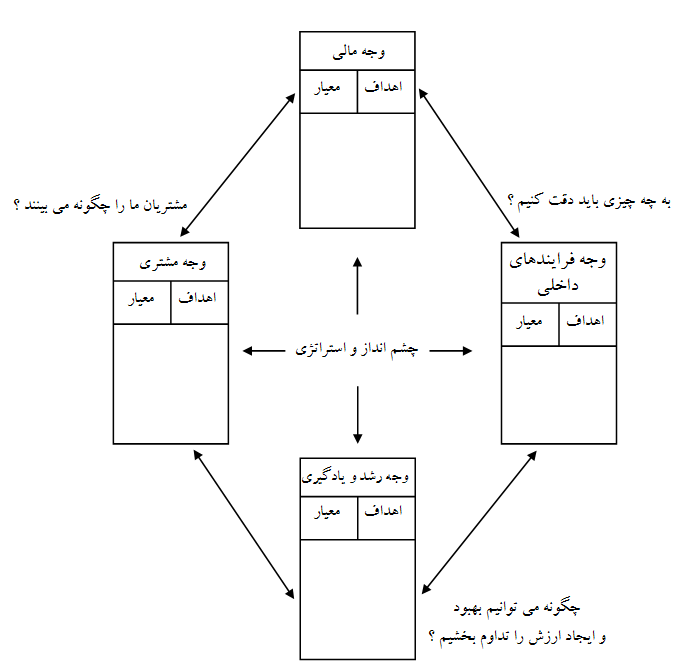 وجه مالی
اهداف
معیار
به چه چیزی باید دقت کنیم ؟
مشتریان ما را چگونه می بینند ؟
وجه فرایندهای
داخلی
اهداف
معیار
وجه مشتری
اهداف
معیار
چشم انداز و استراتژی
وجه رشد و یادگیری
اهداف
معیار
چگونه می توانیم بهبود
و ایجاد ارزش را تداوم بخشیم ؟